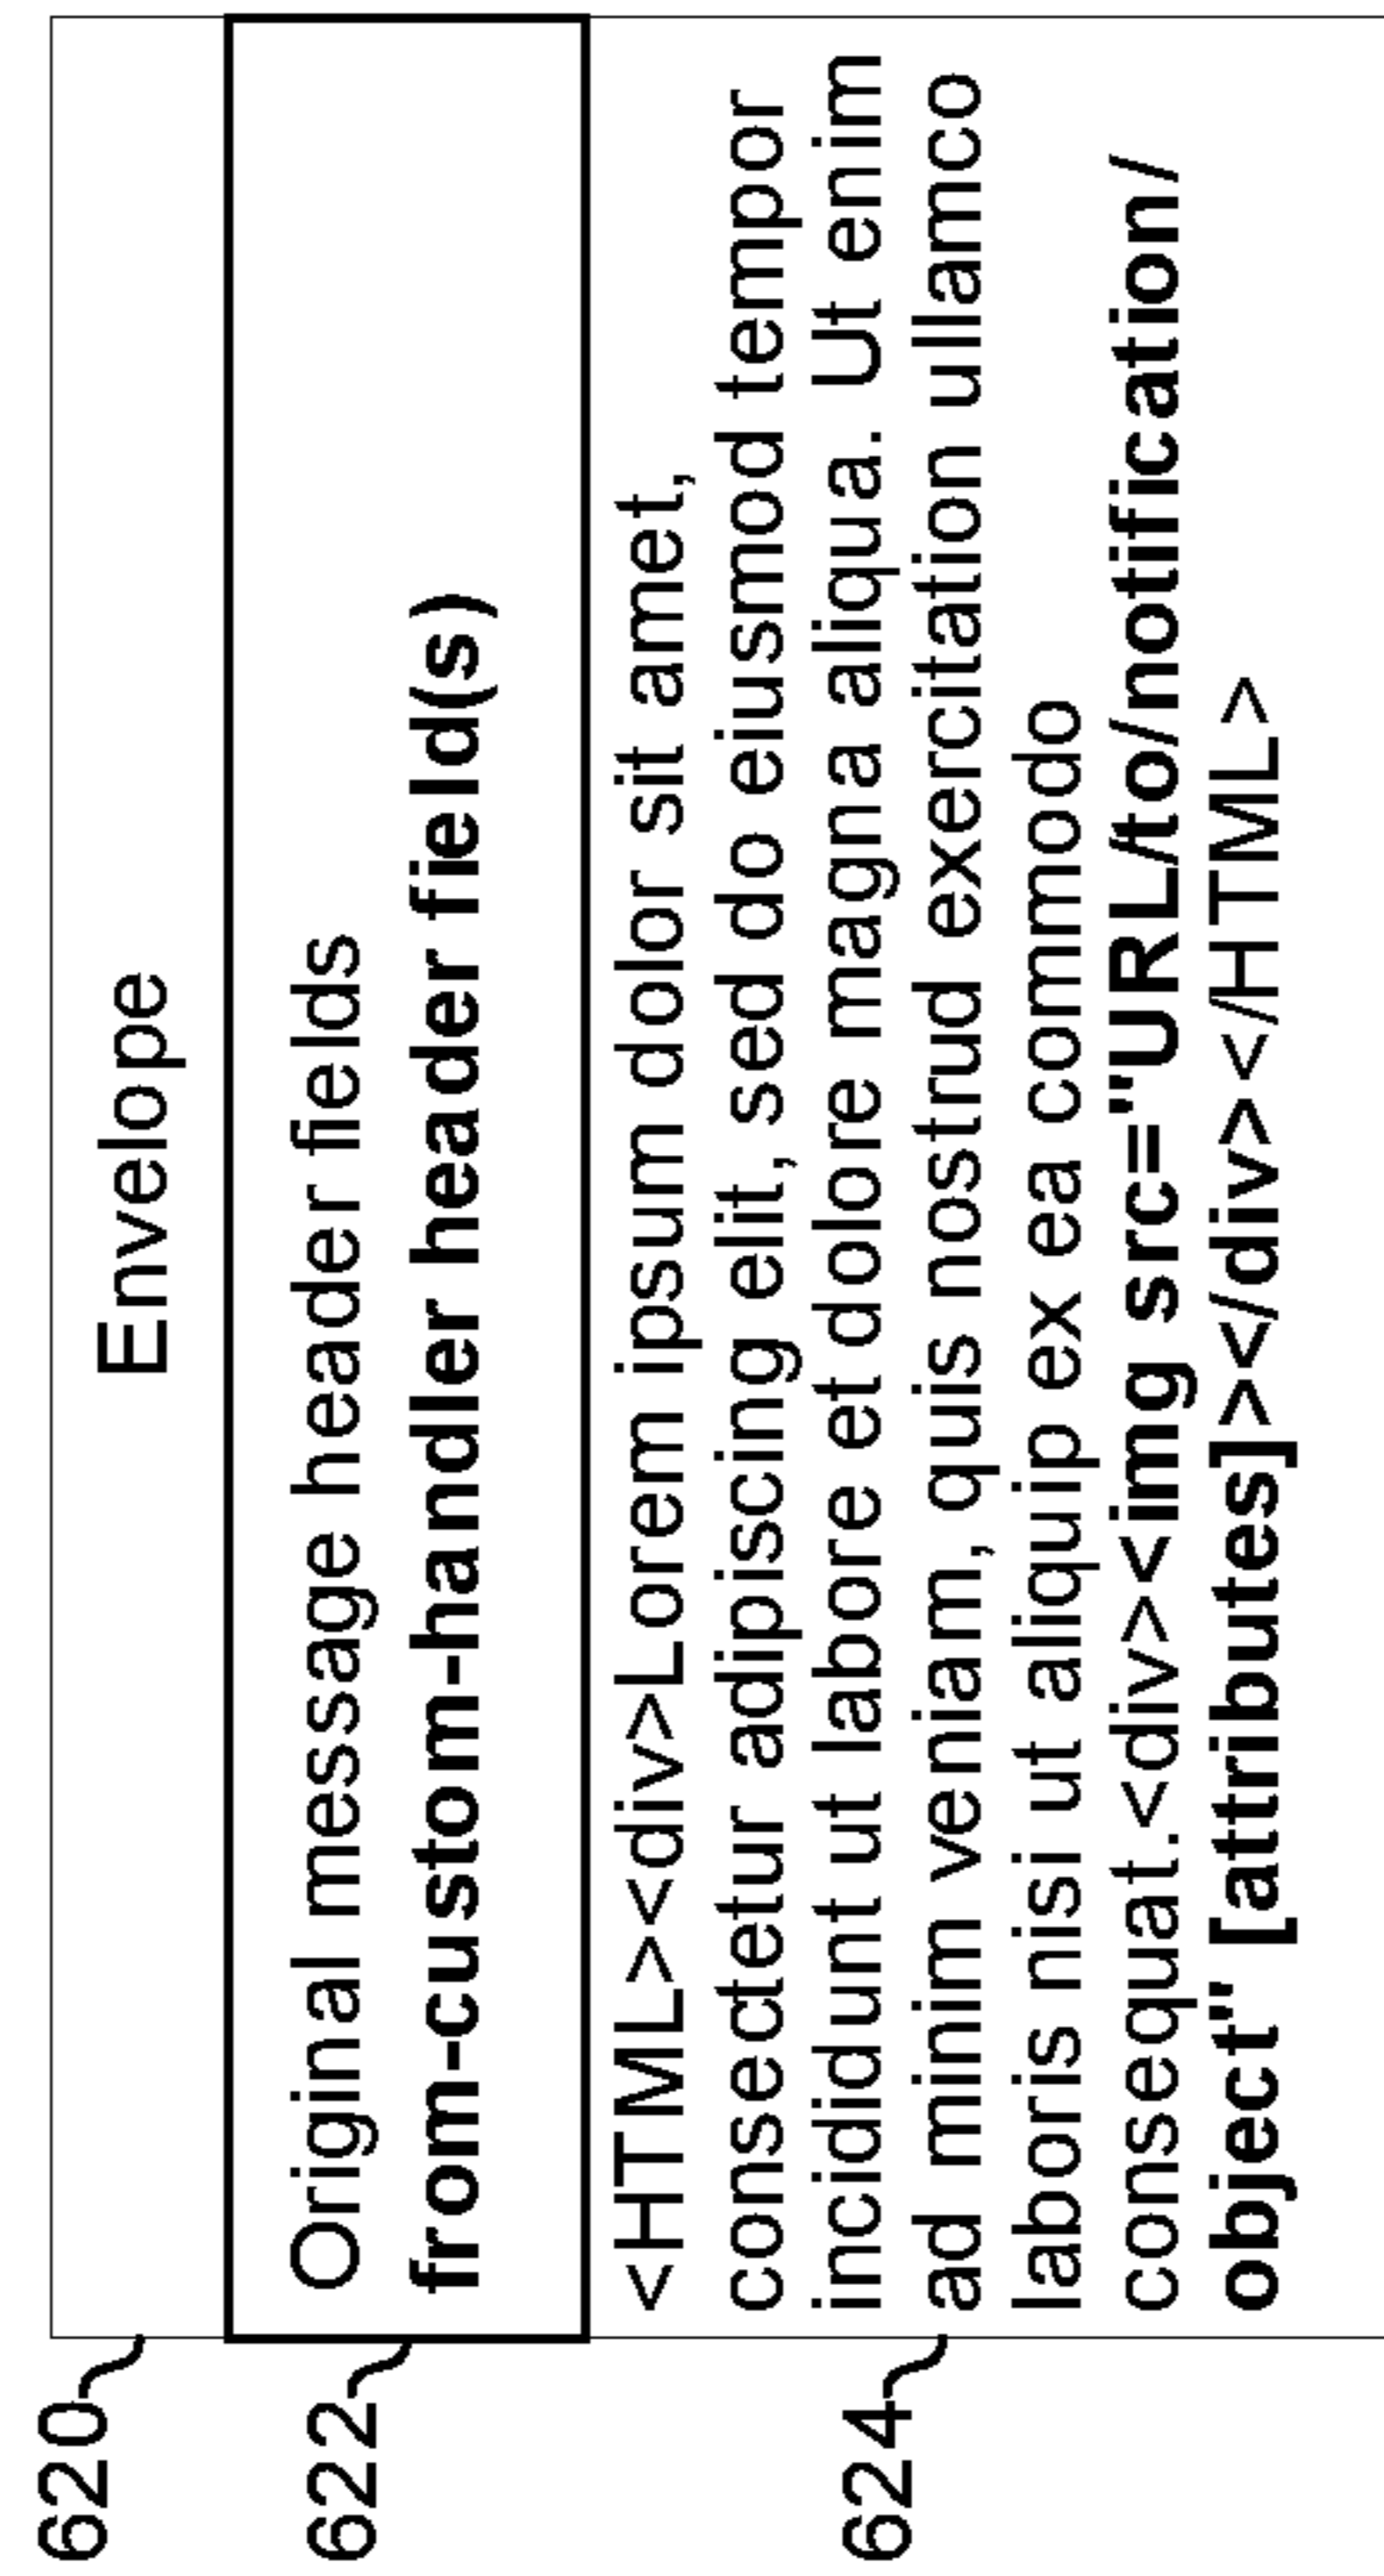 620
Envelope
622
Original message header fields
from-custom-handler header field(s)
624
<HTML><div>Lorem ipsum dolor sit amet,
consectetur adipiscing elit, sed do eiusmod tempor
incididunt ut labore et dolore magna aliqua. Ut enim
ad minim veniam, quis nostrud exercitation ullamco
laboris nisi ut aliquip ex ea commodo
consequat.<div><img src="URL/to/notification/
object" [attributes]></div></HTML>